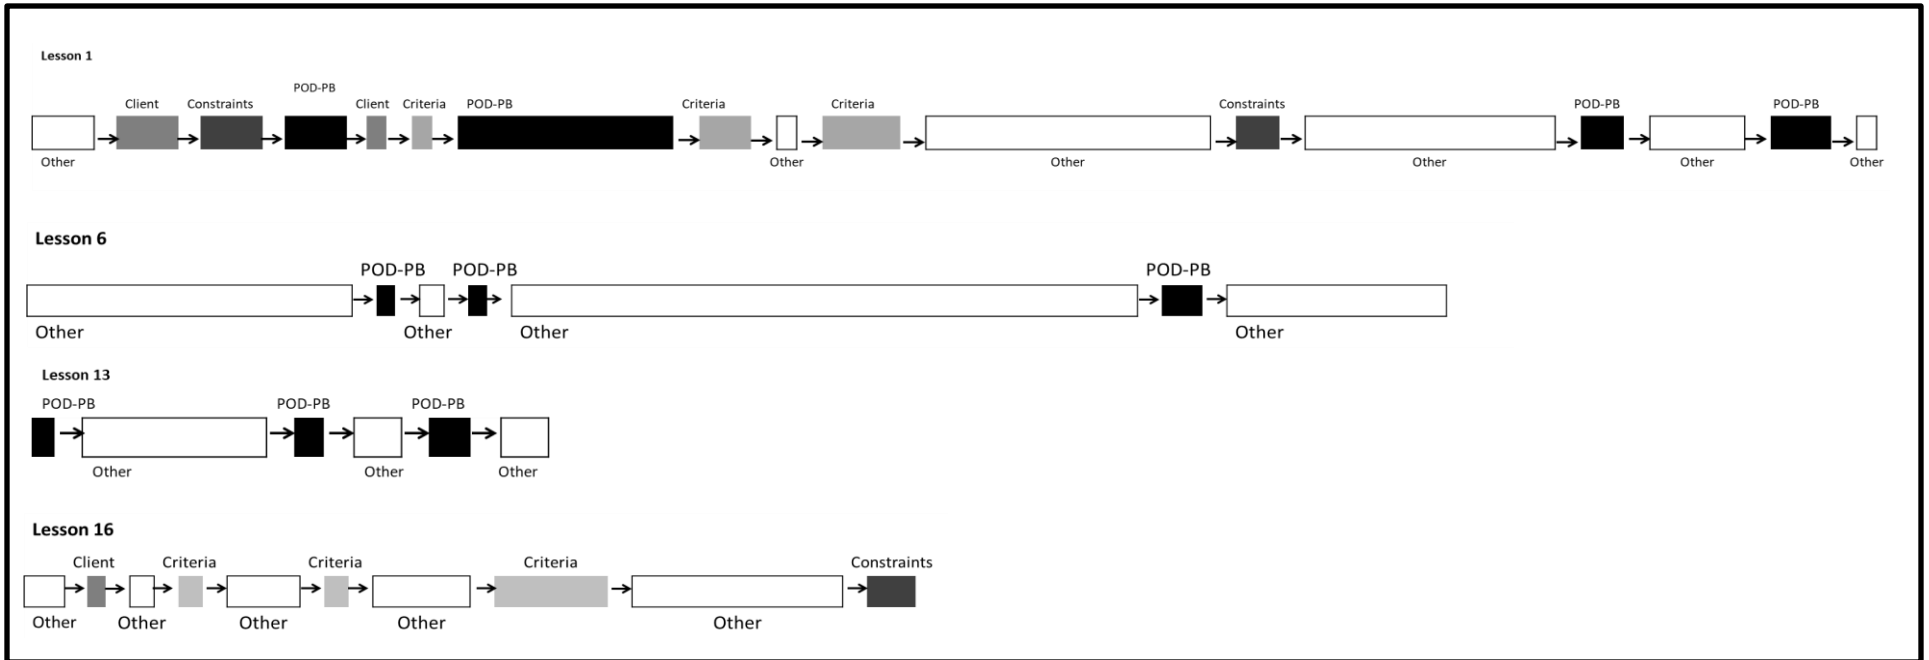 Lesson 1
POD-PB
Client Constraints Client Criteria POD-PB Criteria Criteria Constraints POD-PB POD-PB
Other Other Other Other Other Other
Lesson 6
POD-PB POD-PB POD-PB
Other Other Other Other
Lesson 13
POD-PB POD-PB POD-PB
Other Other Other
Lesson 16
Client Criteria Criteria Criteria Constraints
Other Other Other Other Other